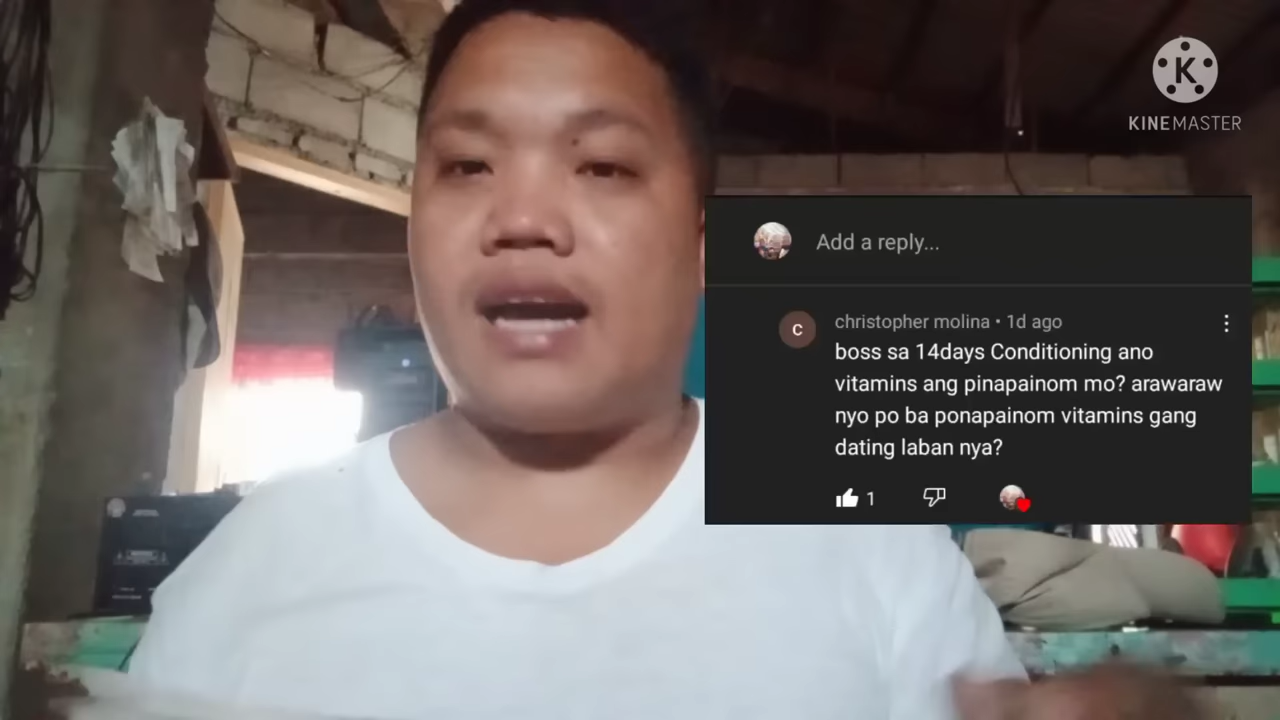 K
KINEMASTER
Add a reply...
c
christopher molina • 1d ago
boss sa 14days Conditioning ano
vitamins ang pinapainom mo? arawaraw
nyo po ba ponapainom vitamins gang
dating laban nya?
1